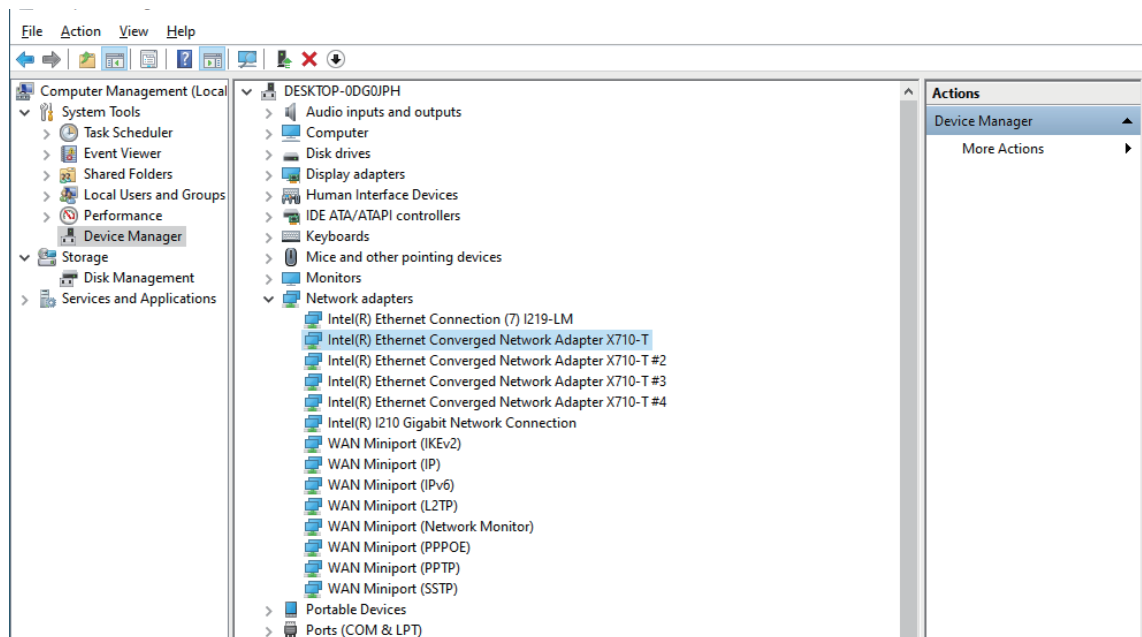 File Action View Help
Computer Management (Local
System Tools
Task Scheduler
Event Viewer
Shared Folders
Local Users and Groups
Performance
Device Manager
Storage
Disk Management
Services and Applications
DESKTOP-0DG0JPH
Audio inputs and outputs
Computer
Disk drives
Display adapters
Human Interface Devices
IDE ATA/ATAPI controllers
Keyboards
Mice and other pointing devices
Monitors
Network adapters
Intel(R) Ethernet Connection (7) I219-LM
Intel(R) Ethernet Converged Network Adapter X710-T
Intel(R) Ethernet Converged Network Adapter X710-T #2
Intel(R) Ethernet Converged Network Adapter X710-T #3
Intel(R) Ethernet Converged Network Adapter X710-T #4
Intel(R) I210 Gigabit Network Connection
WAN Miniport (IKEv2)
WAN Miniport (IP)
WAN Miniport (IPv6)
WAN Miniport (L2TP)
WAN Miniport (Network Monitor)
WAN Miniport (PPPOE)
WAN Miniport (PPTP)
WAN Miniport (SSTP)
Portable Devices
Ports (COM & LPT)
Actions
Device Manager
More Actions